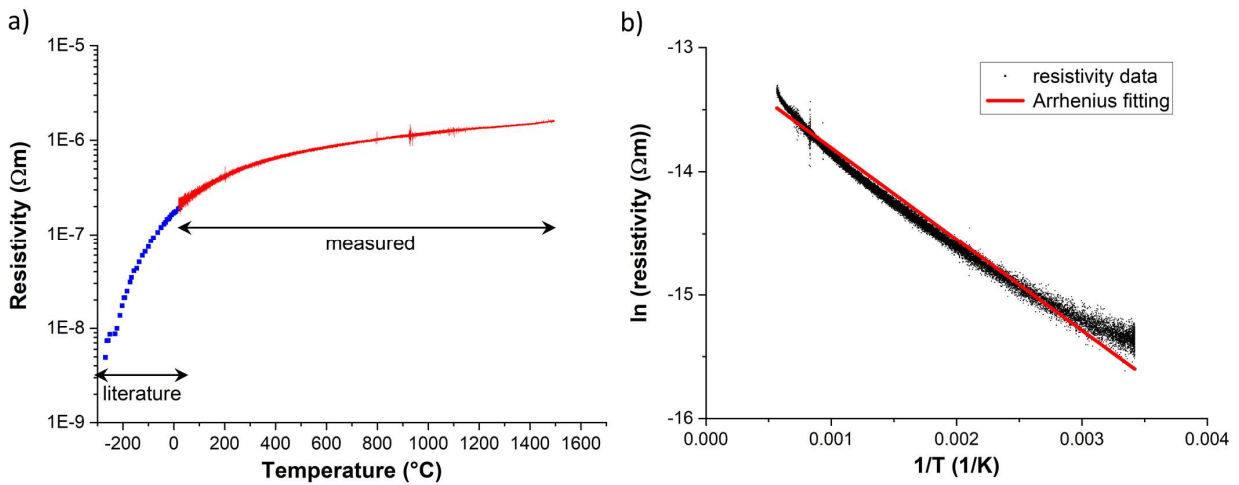 a)
Resistivity (Ωm)
1E-5
1E-6
1E-7
1E-8
1E-9
measured
literature
-200 0 200 400 600 800 1000 1200 1400 1600
Temperature (°C)
b)
ln (resistivity (Ωm))
-13
-14
-15
-16
resistivity data
Arrhenius fitting
0.000 0.001 0.002 0.003 0.004
1/T (1/K)